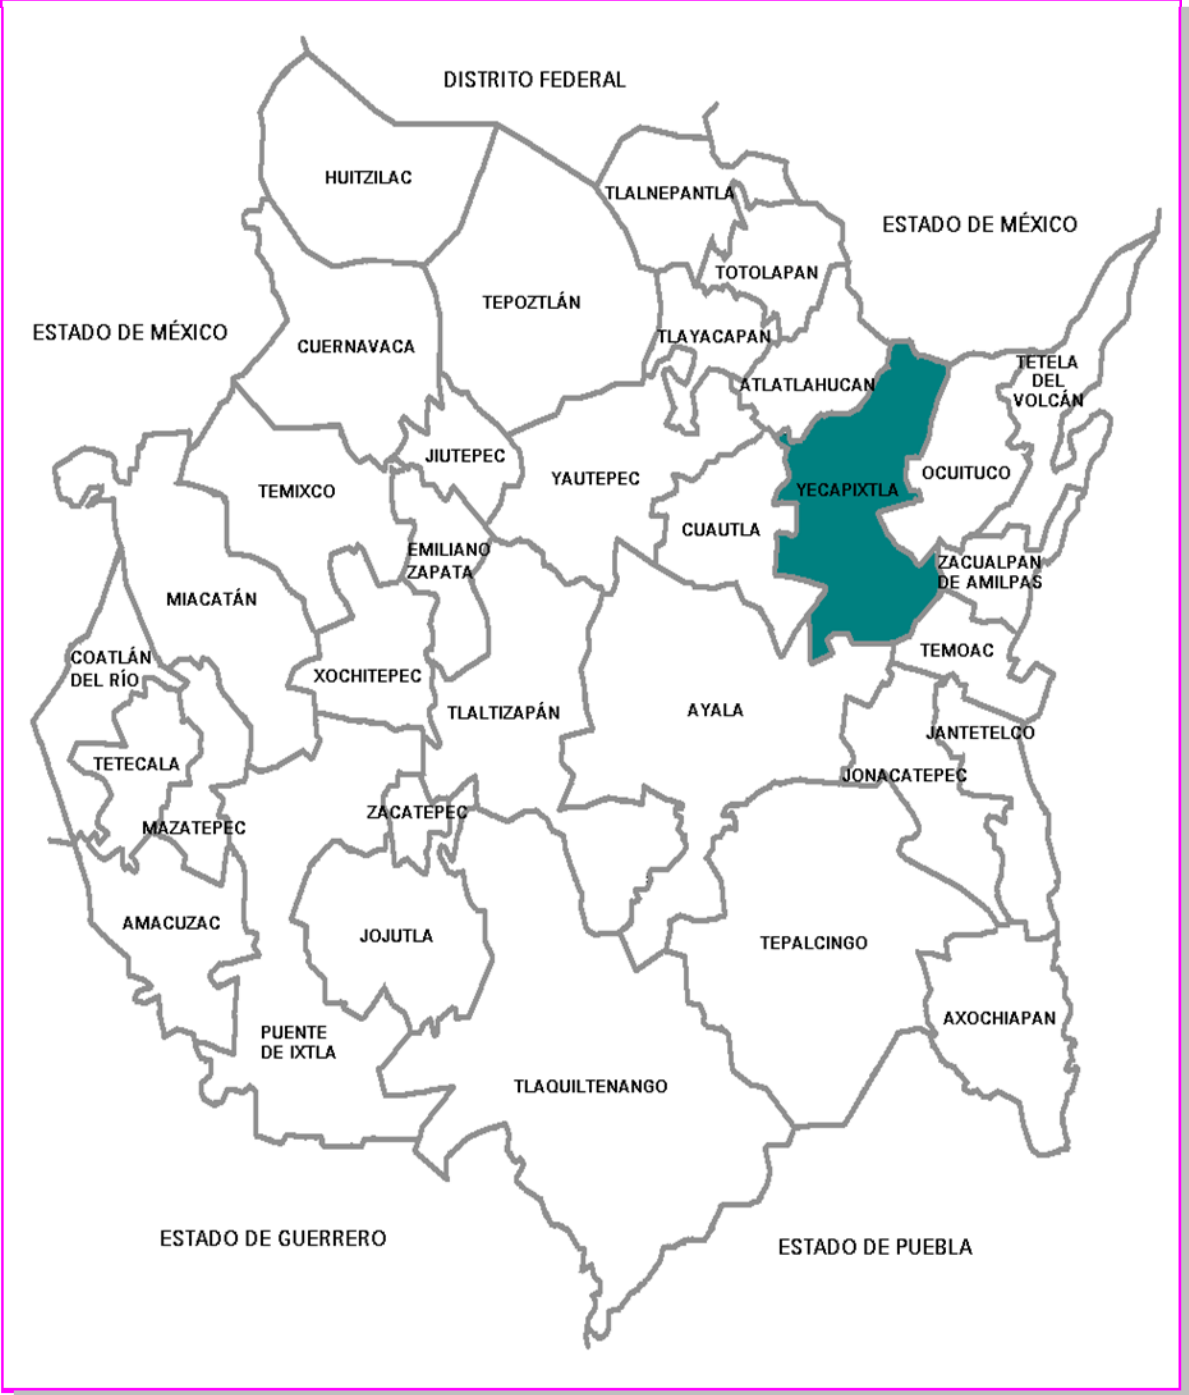 DISTRITO FEDERAL
HUITZILAC
TLALNEPANTLA
ESTADO DE MÉXICO
TOTOLAPAN
TEPOZTLÁN
ESTADO DE MÉXICO
TLAYACAPAN
CUERNAVACA
ATLATLAHUCAN
TETELA
DEL
VOLCÁN
JIUTEPEC
OCUITUCO
YAUTEPEC
TEMIXCO
YECAPIXTLA
CUAUTLA
EMILIANO
ZAPATA
ZACUALPAN
DE AMILPAS
MIACATÁN
TEMOAC
COATLÁN
DEL RÍO
XOCHITEPEC
TLALTIZAPÁN
AYALA
JANTETELCO
TETECALA
JONACATEPEC
ZACATEPEC
MAZATEPEC
AMACUZAC
JOJUTLA
TEPALCINGO
AXOCHIAPAN
PUENTE
DE IXTLA
TLAQUILTENANGO
ESTADO DE GUERRERO
ESTADO DE PUEBLA